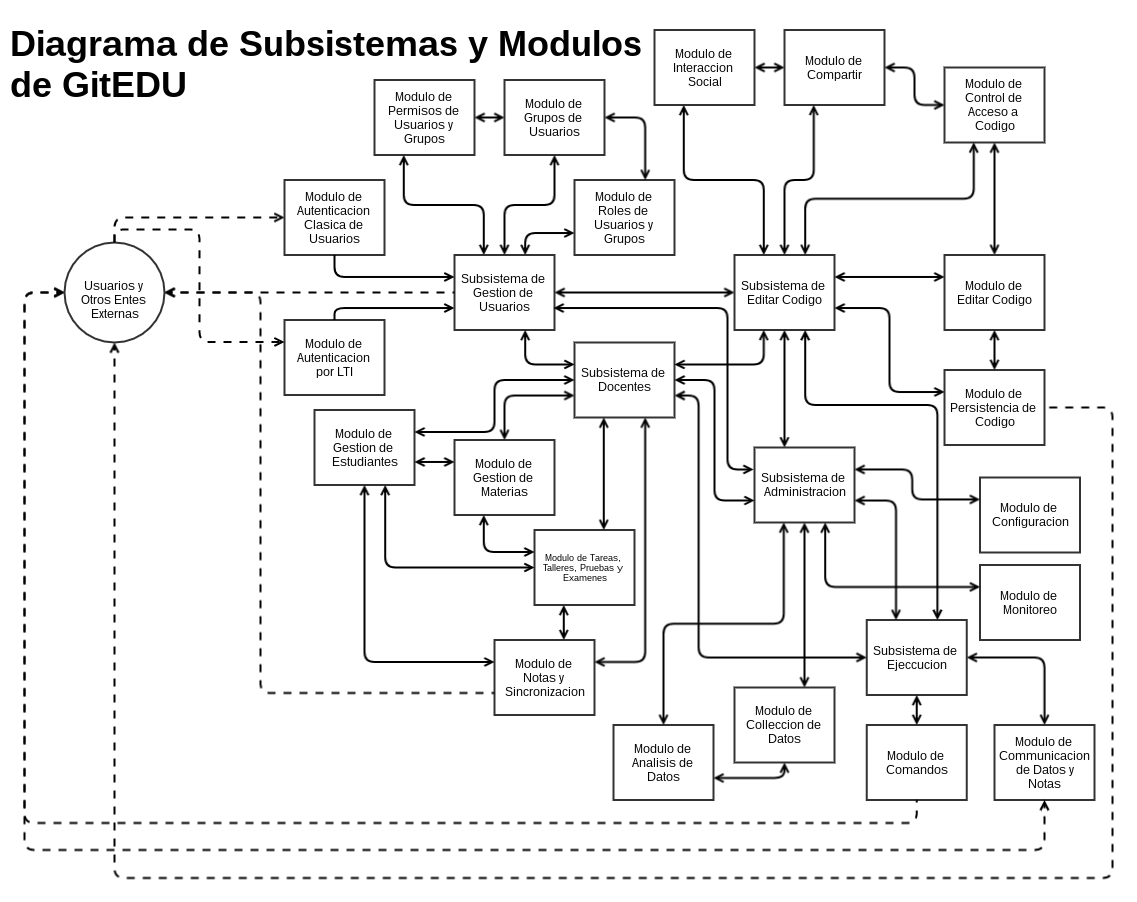 Diagrama de Subsistemas y Modulos
de GitEDU
Modulo de
Interaccion
Social
Modulo de
Compartir
Modulo de
Control de
Acceso a
Codigo
Modulo de
Permisos de
Usuarios y
Grupos
Modulo de
Grupos de
Usuarios
Modulo de
Autenticacion
Clasica de
Usuarios
Modulo de
Roles de
Usuarios y
Grupos
Usuarios y
Otros Entes
Externas
Subsistema de
Gestion de
Usuarios
Subsistema de
Editar Codigo
Modulo de
Editar Codigo
Modulo de
Autenticacion
por LTI
Subsistema de
Docentes
Modulo de
Persistencia de
Codigo
Modulo de
Gestion de
Estudiantes
Modulo de
Gestion de
Materias
Subsistema de
Administracion
Modulo de
Configuracion
Modulo de Tareas,
Talleres, Pruebas y
Examenes
Modulo de
Monitoreo
Modulo de
Notas y
Sincronizacion
Subsistema de
Ejeccucion
Modulo de
Colleccion de
Datos
Modulo de
Analisis de
Datos
Modulo de
Comandos
Modulo de
Communicacion
de Datos y
Notas